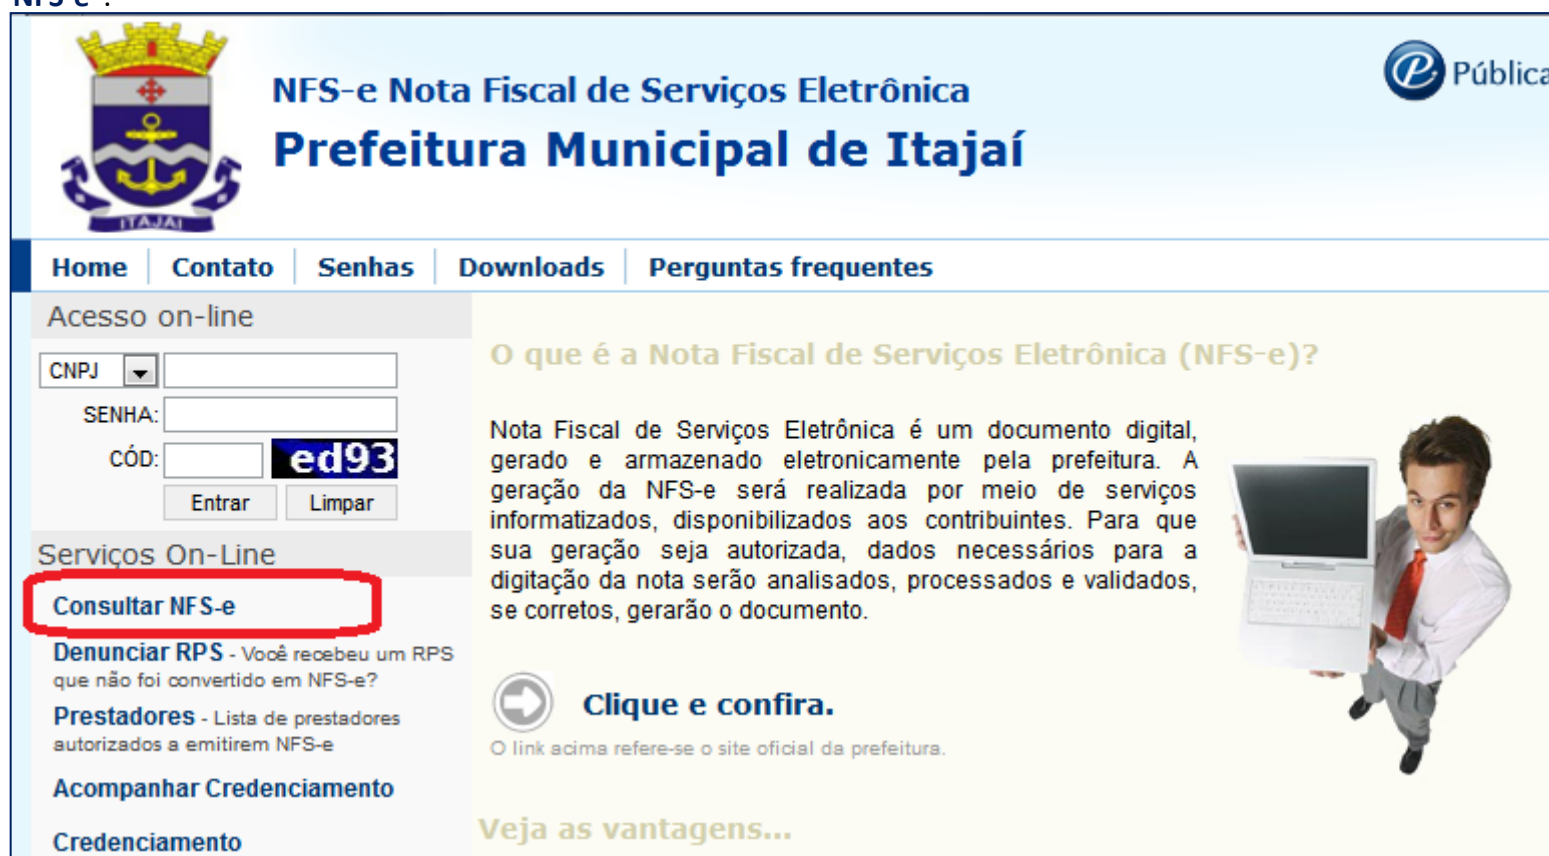 NFS-e".
NFS-e Nota Fiscal de Serviços Eletrônica
Pública
Prefeitura Municipal de Itajaí
ITAJAI
Home Contato Senhas Downloads Perguntas frequentes
Acesso on-line
CNPJ
SENHA:
CÓD: ed93
Entrar Limpar
Serviços On-Line
Consultar NFS-e
Denunciar RPS - Você recebeu um RPS
que não foi convertido em NFS-e?
Prestadores - Lista de prestadores
autorizados a emitirem NFS-e
Acompanhar Credenciamento
Credenciamento
O que é a Nota Fiscal de Serviços Eletrônica (NFS-e)?
Nota Fiscal de Serviços Eletrônica é um documento digital,
gerado e armazenado eletronicamente pela prefeitura. A
geração da NFS-e será realizada por meio de serviços
informatizados, disponibilizados aos contribuintes. Para que
sua geração seja autorizada, dados necessários para a
digitação da nota serão analisados, processados e validados,
se corretos, gerarão o documento.
Clique e confira.
O link acima refere-se o site oficial da prefeitura.
Veja as vantagens...